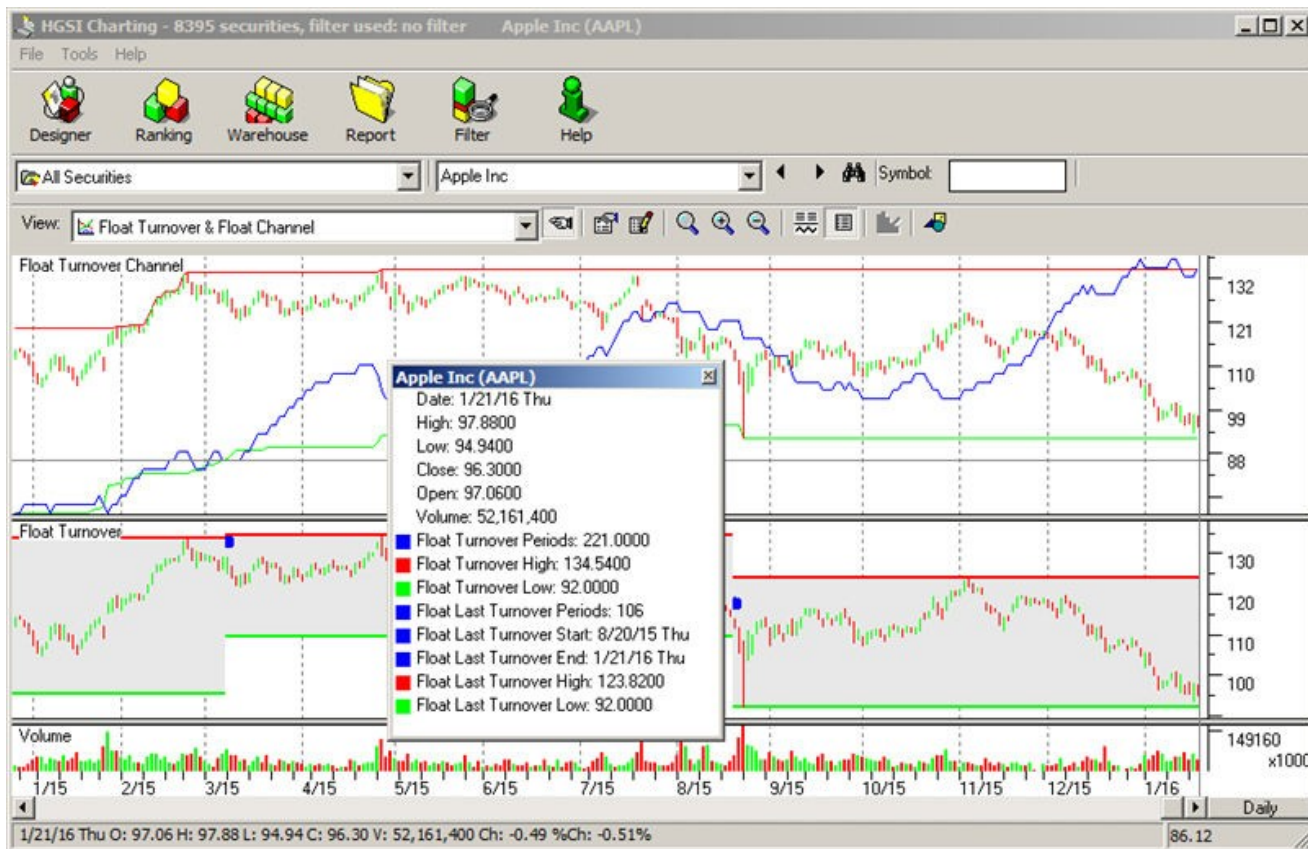 HGSI Charting - 8395 securities, filter used: no filter Apple Inc (AAPL)
File Tools Help
Designer Ranking Warehouse Report Filter Help
All Securities Apple Inc Symbol:
View: Float Turnover & Float Channel
Float Turnover Channel
132
121
110
99
88
Apple Inc (AAPL)
Date: 1/21/16 Thu
High: 97.8800
Low: 94.9400
Close: 96.3000
Open: 97.0600
Volume: 52,161,400
Float Turnover Periods: 221.0000
Float Turnover High: 134.5400
Float Turnover Low: 92.0000
Float Last Turnover Periods: 106
Float Last Turnover Start: 8/20/15 Thu
Float Last Turnover End: 1/21/16 Thu
Float Last Turnover High: 123.8200
Float Last Turnover Low: 92.0000
Float Turnover
130
120
110
100
Volume
149160
x1000
1/15 2/15 3/15 4/15 5/15 6/15 7/15 8/15 9/15 10/15 11/15 12/15 1/16
Daily
1/21/16 Thu O: 97.06 H: 97.88 L: 94.94 C: 96.30 V: 52,161,400 Ch: -0.49 %Ch: -0.51% 86.12